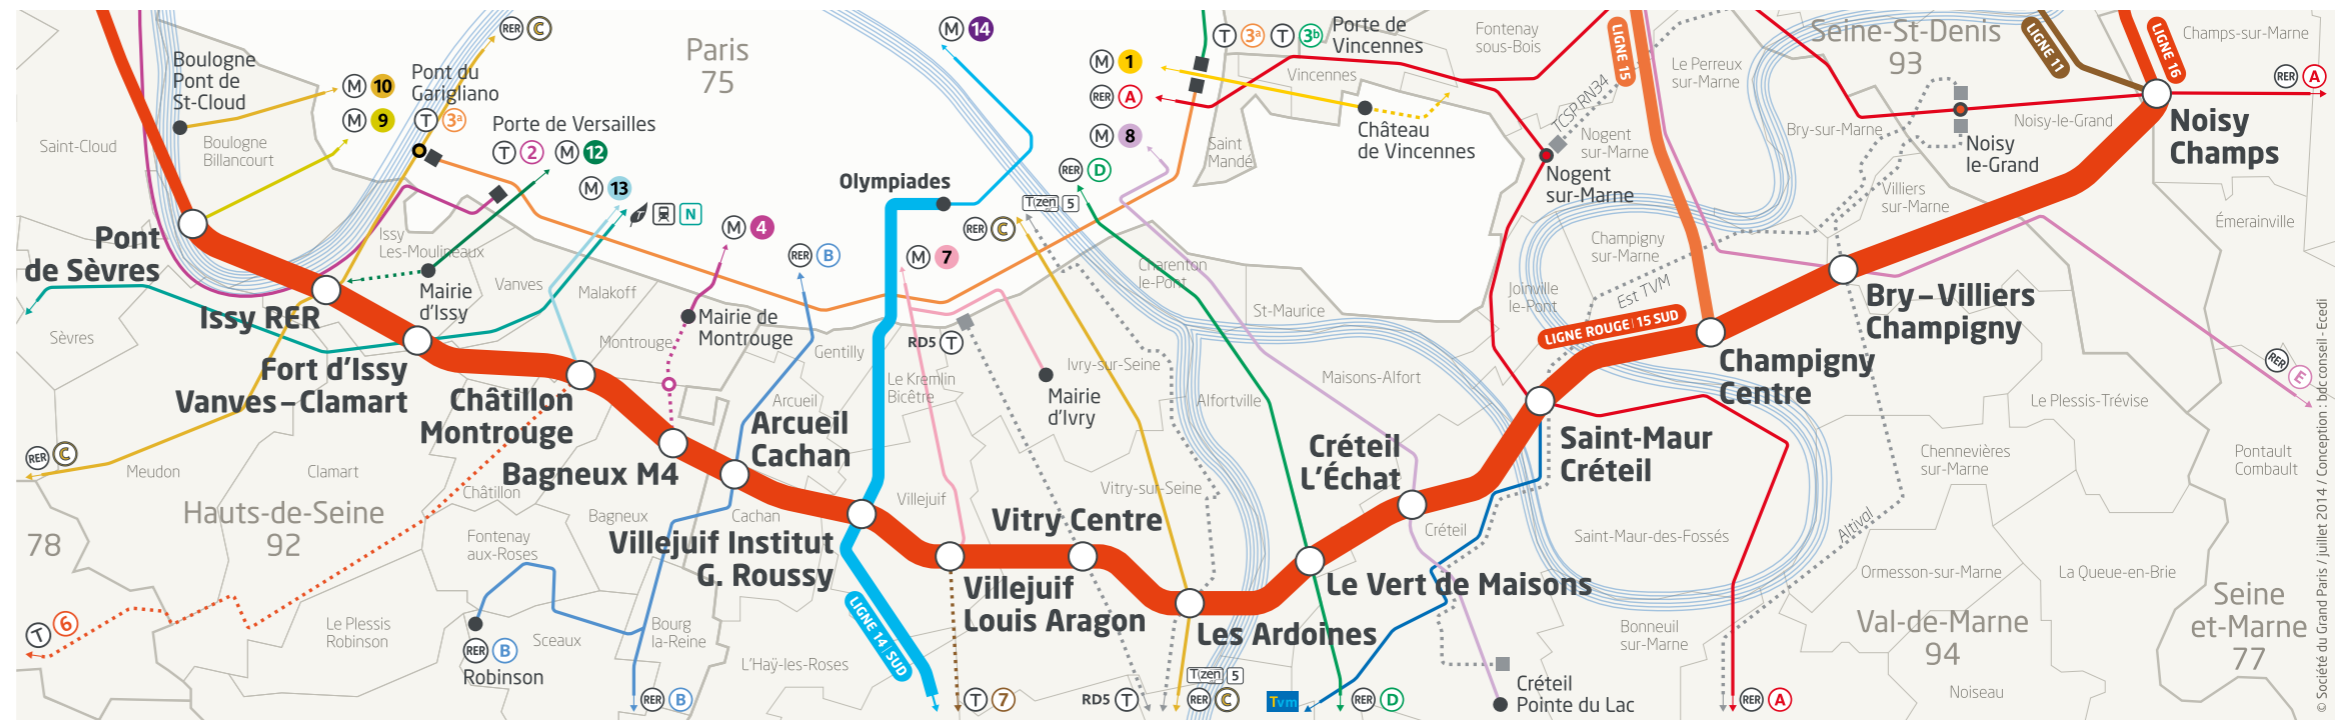 Boulogne
Pont de
St-Cloud
M 10
M 9
Boulogne
Billancourt
Saint-Cloud
RER C
Pont du
Garigliano
T 3a
Porte de Versailles
T 2 M 12
M 13
N
M 4
Paris
75
RER B
M 14
Olympiades
M 7
RER C
Tzen 5
RER D
M 8
RER A
M 1
T 3a T 3b
Porte de
Vincennes
Vincennes
Saint
Mandé
Château
de Vincennes
Fontenay
sous-Bois
TCSP RN34
Nogent
sur-Marne
Nogent
sur-Marne
LIGNE 15
Le Perreux
sur-Marne
Seine-St-Denis
93
Bry-sur-Marne
LIGNE 11
LIGNE 16
Champs-sur-Marne
RER A
Noisy-le-Grand
Noisy
le-Grand
Noisy
Champs
Villiers
sur-Marne
Émerainville
Pont
de Sèvres
Sèvres
Issy
Les-Moulineaux
Issy RER
Mairie
d'Issy
Vanves
Malakoff
Montrouge
Mairie de
Montrouge
Fort d'Issy
Vanves – Clamart
Châtillon
Montrouge
Bagneux M4
Gentilly
Arcueil
Arcueil
Cachan
Le Kremlin
Bicêtre
RD5 T
Mairie
d'Ivry
Ivry-sur-Seine
Charenton
le-Pont
St-Maurice
Maisons-Alfort
Alfortville
Joinville
le-Pont
Champigny
sur-Marne
Est TVM
LIGNE ROUGE | 15 SUD
Champigny
Centre
Bry – Villiers
Champigny
RER E
Le Plessis-Trévise
Chennevières
sur-Marne
Pontault
Combault
RER C
Meudon
Clamart
Hauts-de-Seine
92
78
Châtillon
Bagneux
Fontenay
aux-Roses
Cachan
Villejuif
Villejuif Institut
G. Roussy
Vitry Centre
Vitry-sur-Seine
Villejuif
Louis Aragon
Les Ardoines
Le Vert de Maisons
Créteil
L'Échat
Créteil
Saint-Maur
Créteil
Saint-Maur-des-Fossés
Altival
Ormesson-sur-Marne
La Queue-en-Brie
Val-de-Marne
94
Seine
et-Marne
77
T 6
Le Plessis
Robinson
RER B
Robinson
Sceaux
Bourg
la-Reine
RER B
L'Haÿ-les-Roses
LIGNE 14 | SUD
T 7
RD5 T
Tzen 5
RER C
Tvm
RER D
Créteil
Pointe du Lac
Bonneuil
sur-Marne
RER A
Noiseau
© Société du Grand Paris / juillet 2014 / Conception : bdcconseil - Ecedi